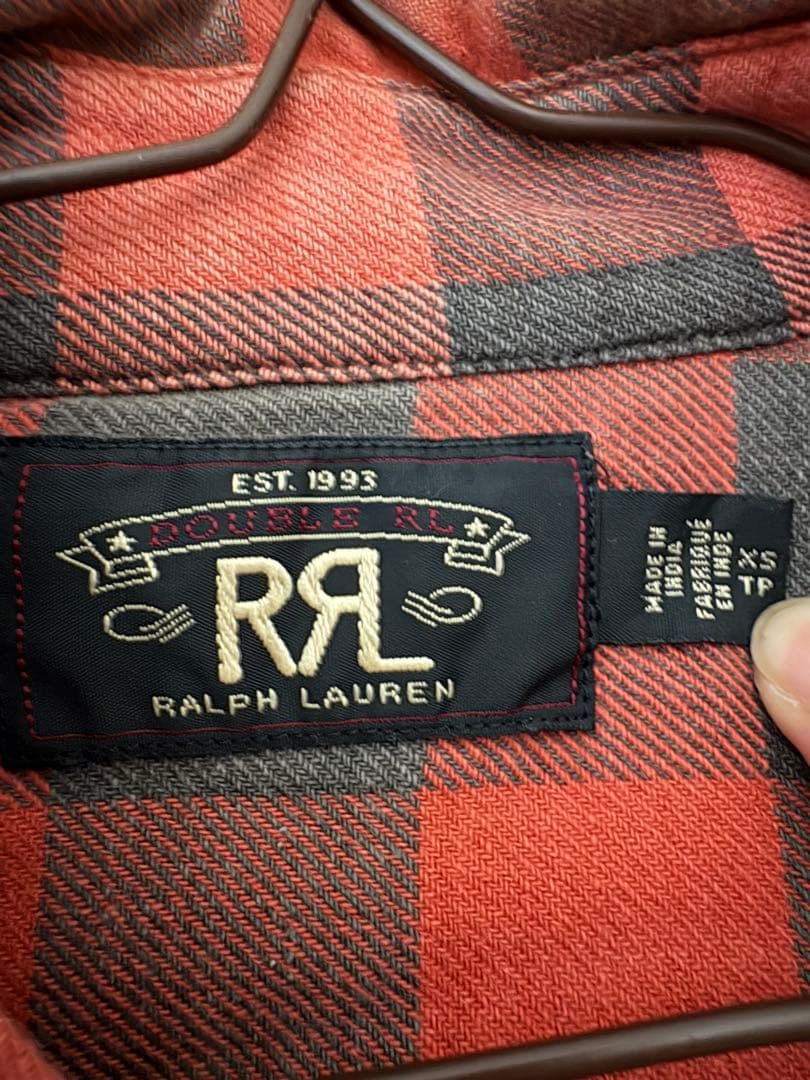 EST. 1993
DOUBLE RL
RRL
RALPH LAUREN
MADE IN
INDIA
FABRIQUÉ
EN INDE
XS
TP